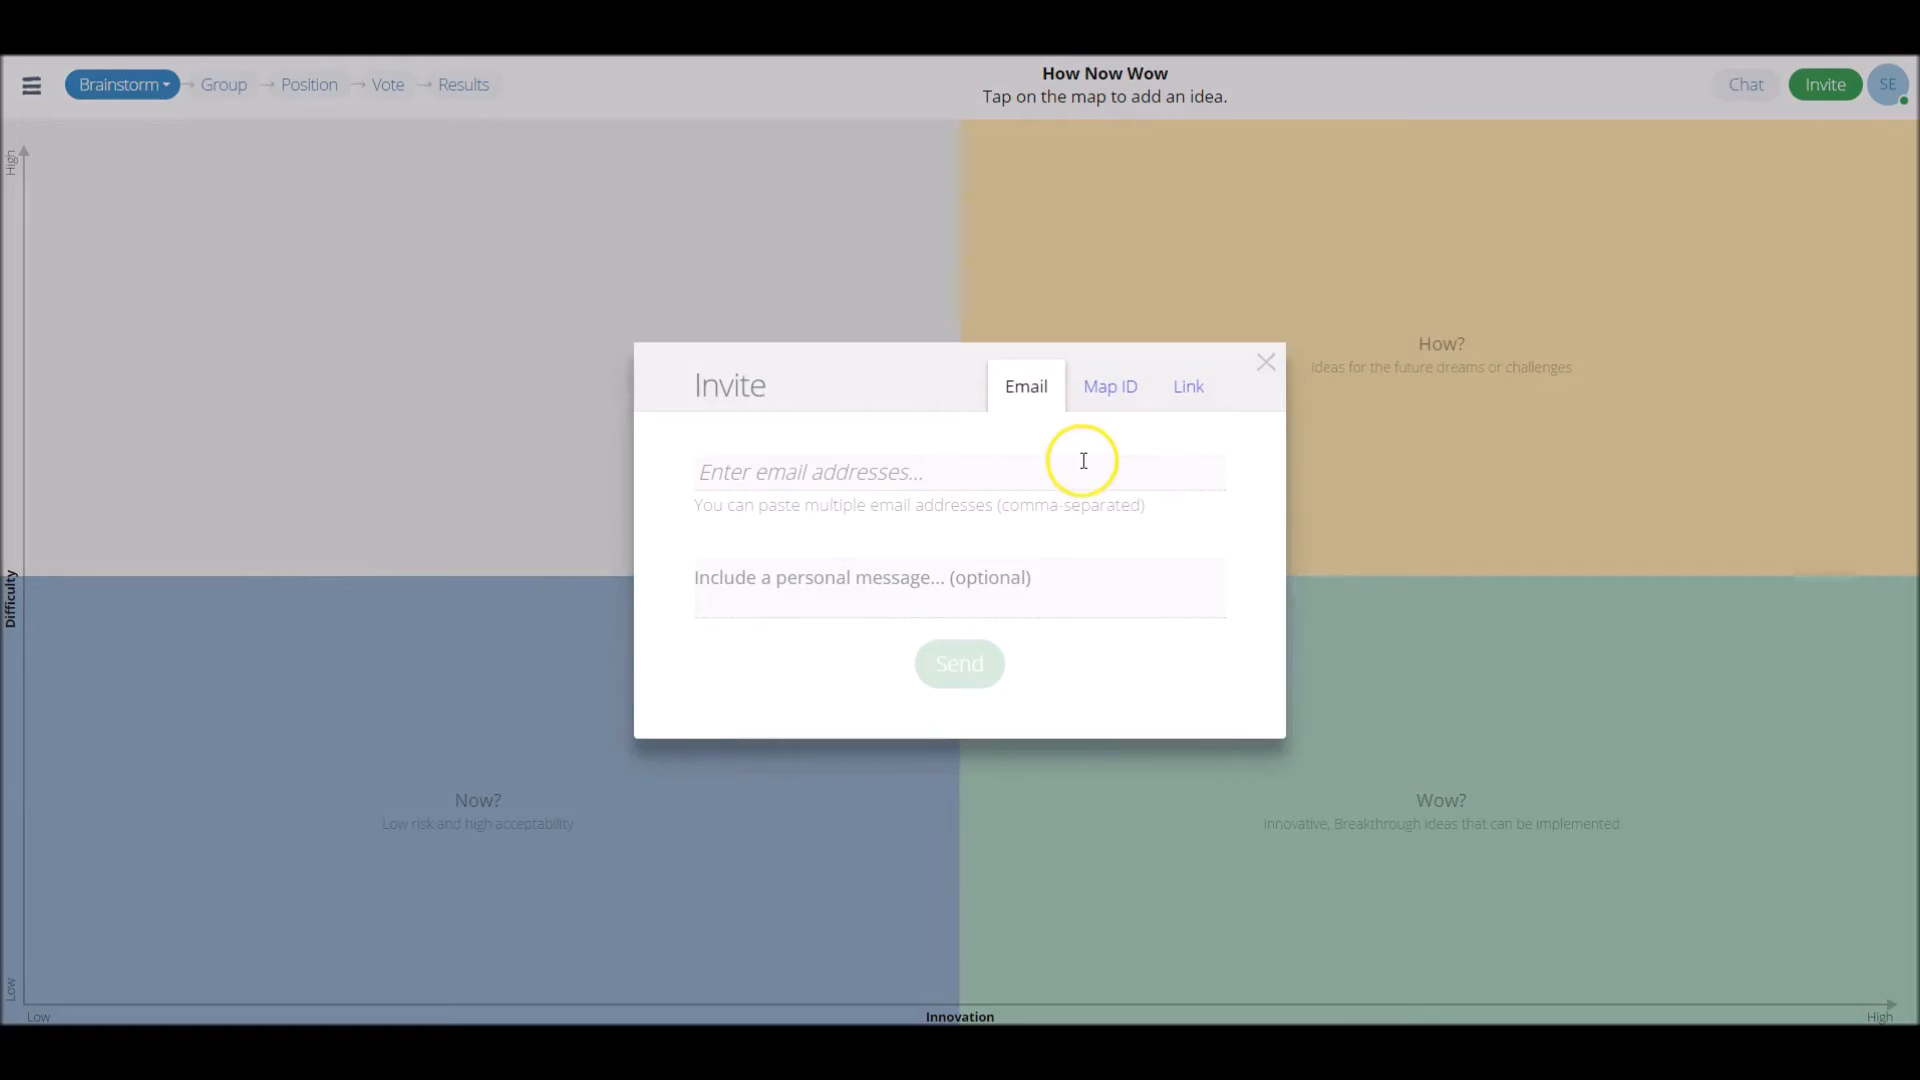 Brainstorm → Group → Position → Vote → Results
How Now Wow
Tap on the map to add an idea.
Chat
Invite
SE
High
How?
Ideas for the future dreams or challenges
Invite
Email
Map ID
Link
Enter email addresses...
You can paste multiple email addresses (comma-separated)
Include a personal message... (optional)
Send
Difficulty
Now?
Low risk and high acceptability
Wow?
Innovative, Breakthrough ideas that can be implemented
Low
Low
Innovation
High